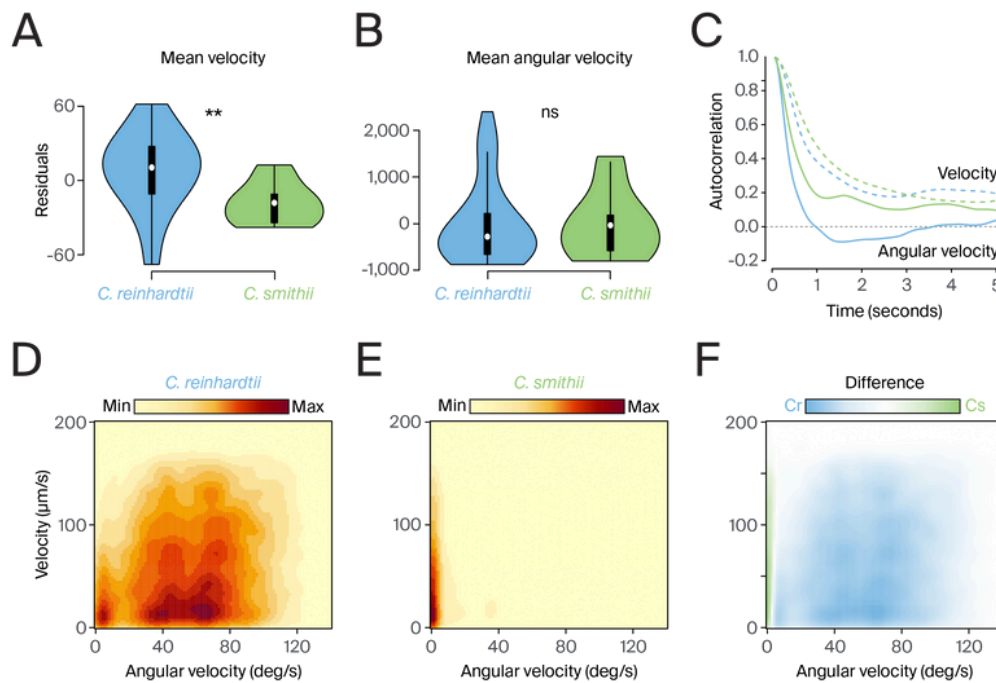 A
Mean velocity
Residuals
60
0
-60
**
C. reinhardtii
C. smithii
B
Mean angular velocity
2,000
1,000
0
-1,000
ns
C. reinhardtii
C. smithii
C
Autocorrelation
1.0
0.8
0.6
0.4
0.2
0.0
-0.2
Velocity
Angular velocity
0 1 2 3 4 5
Time (seconds)
D
C. reinhardtii
Min Max
Velocity (μm/s)
200
100
0
0 40 80 120
Angular velocity (deg/s)
E
C. smithii
Min Max
200
100
0
0 40 80 120
Angular velocity (deg/s)
F
Difference
Cr Cs
200
100
0
0 40 80 120
Angular velocity (deg/s)